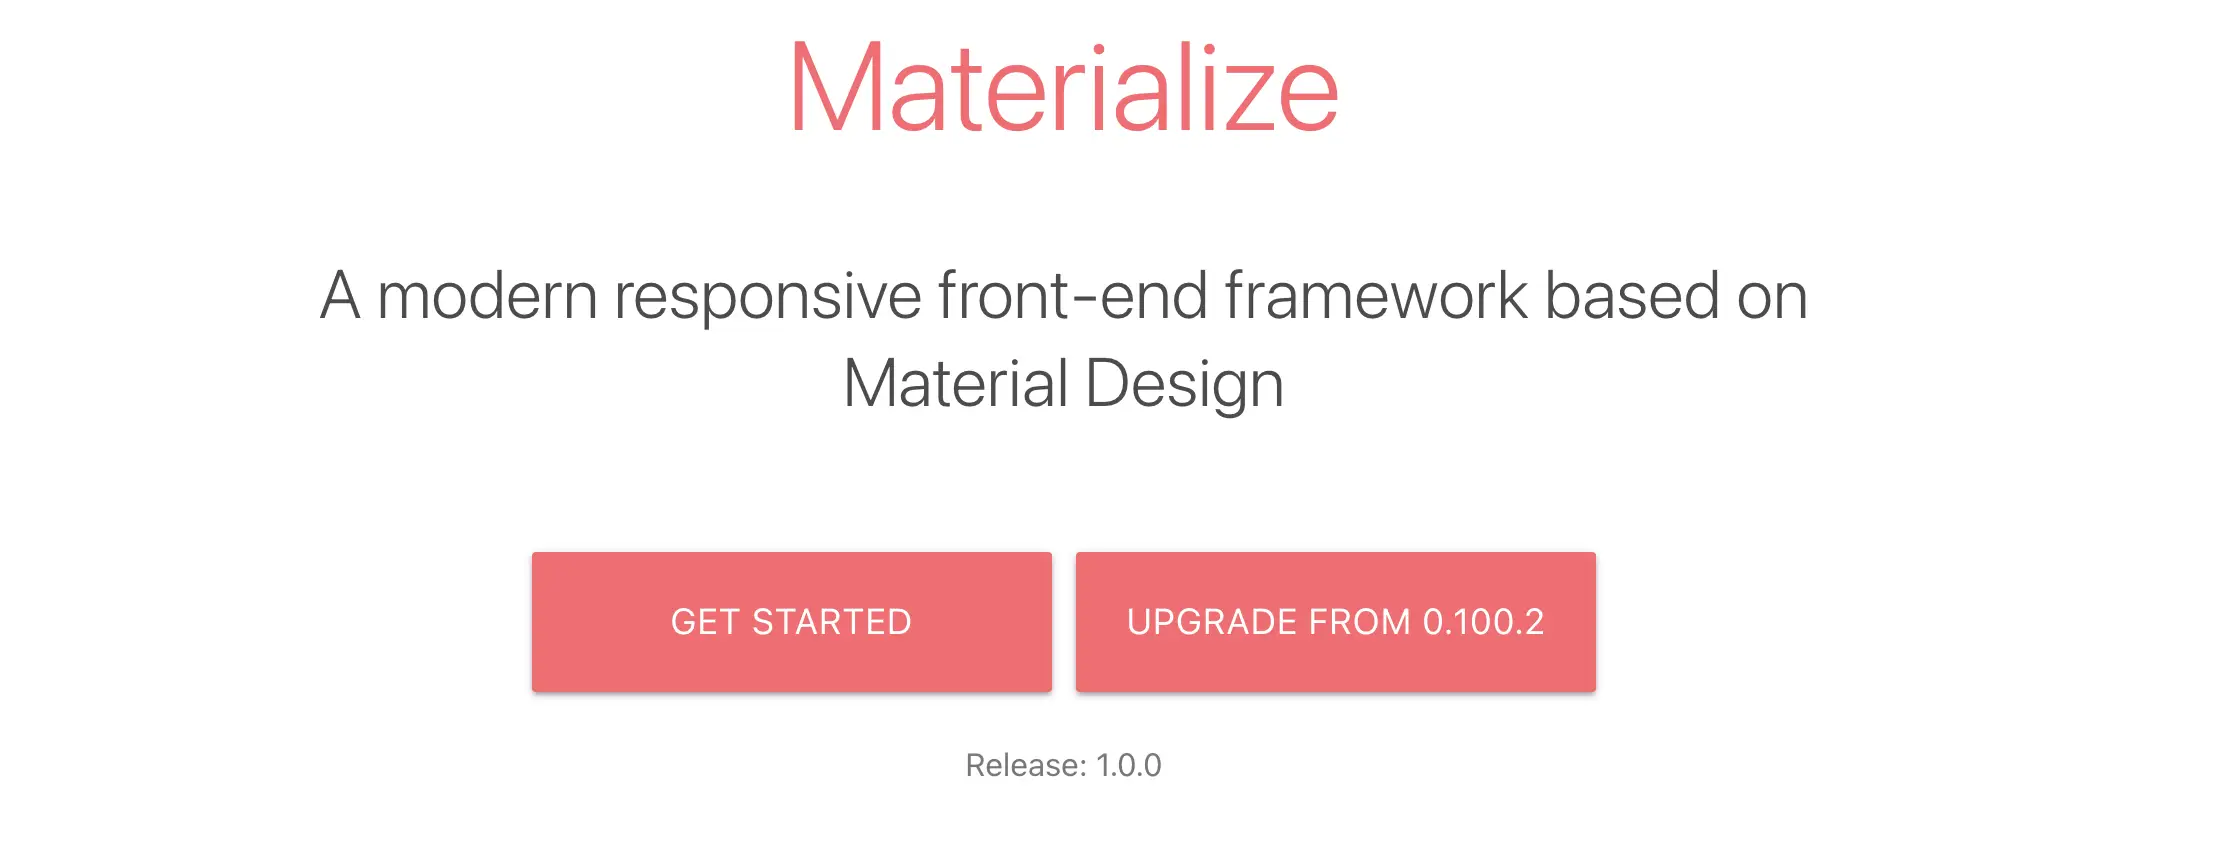 Materialize
A modern responsive front-end framework based on
Material Design
GET STARTED
UPGRADE FROM 0.100.2
Release: 1.0.0